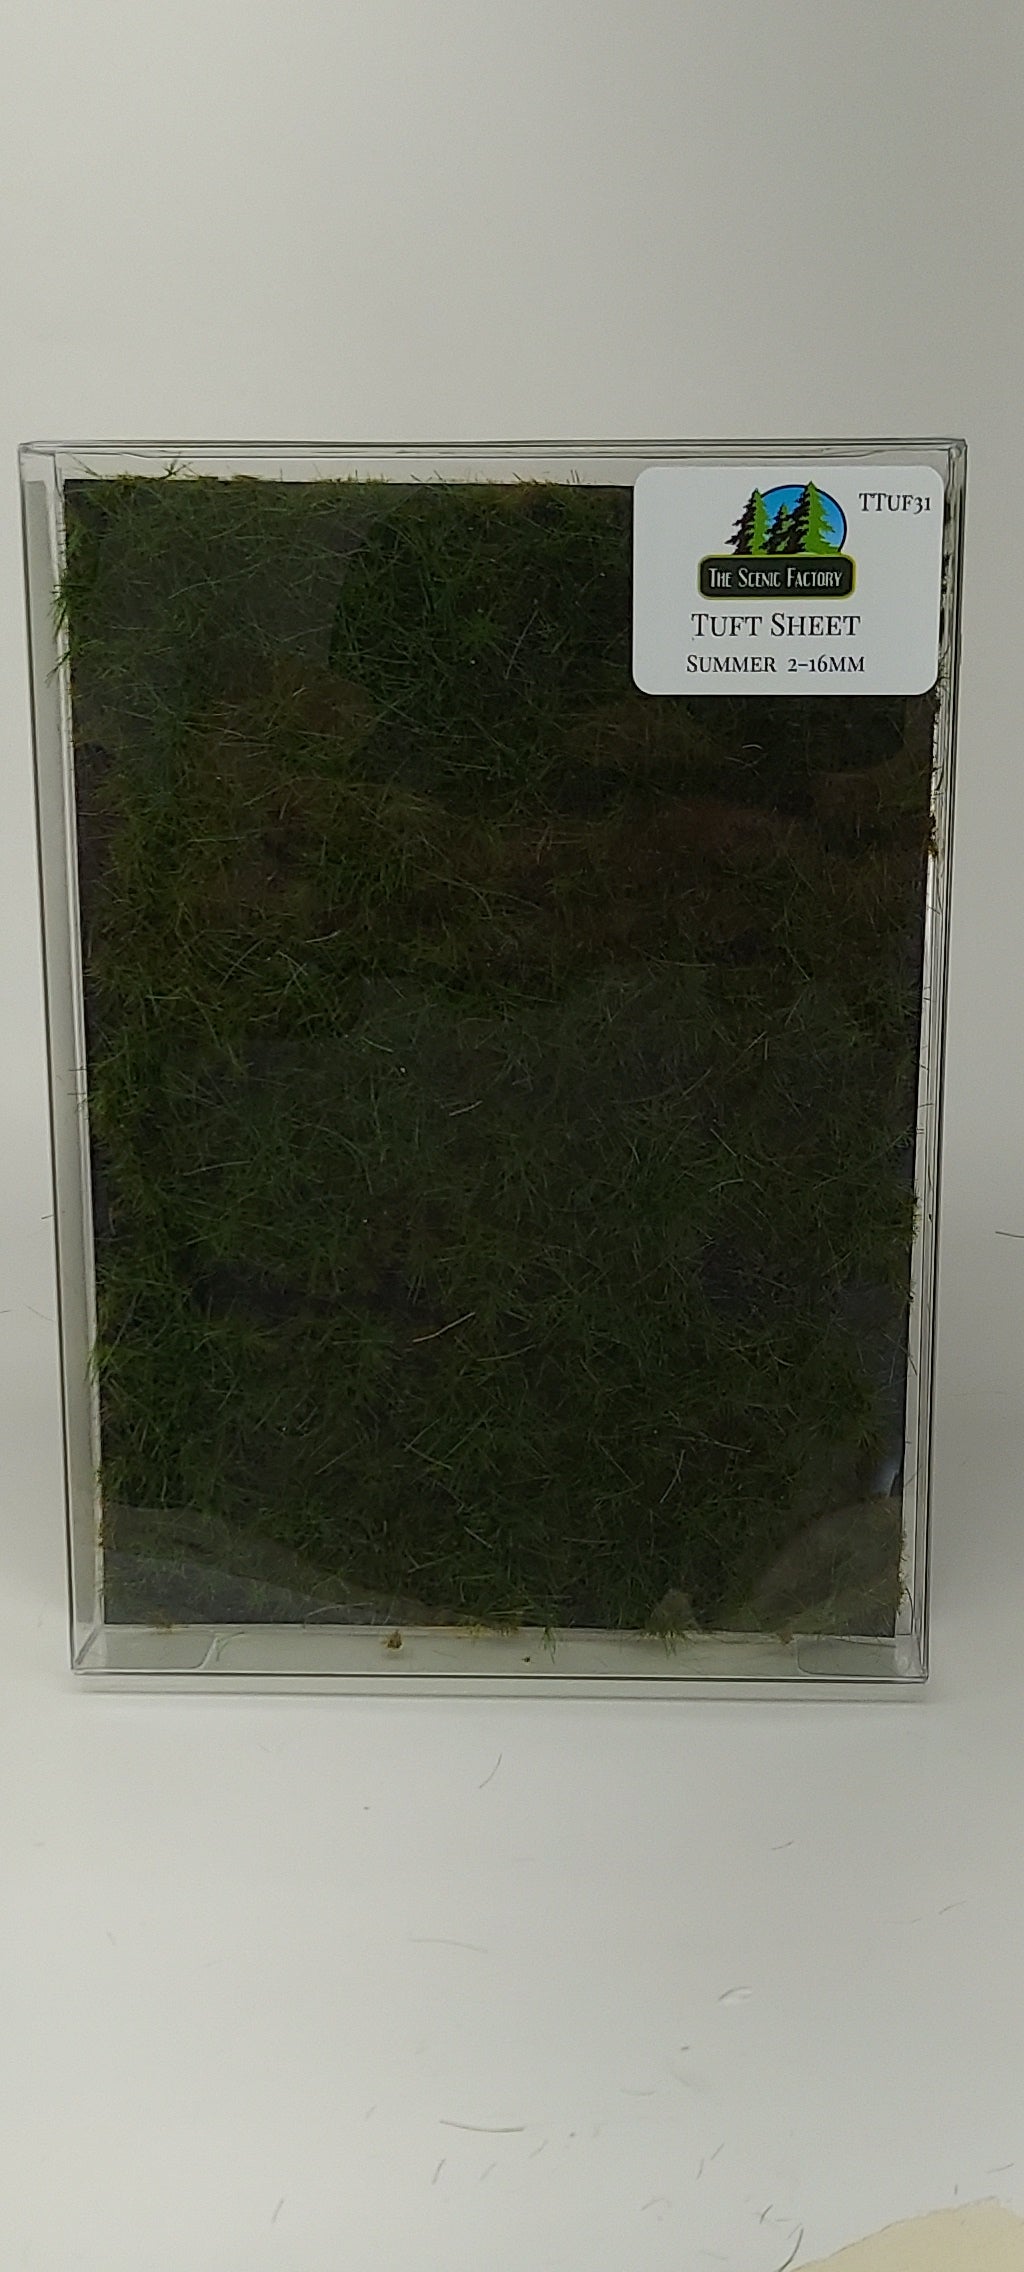 TTUF31
THE SCENIC FACTORY
TUFT SHEET
SUMMER 2-16MM